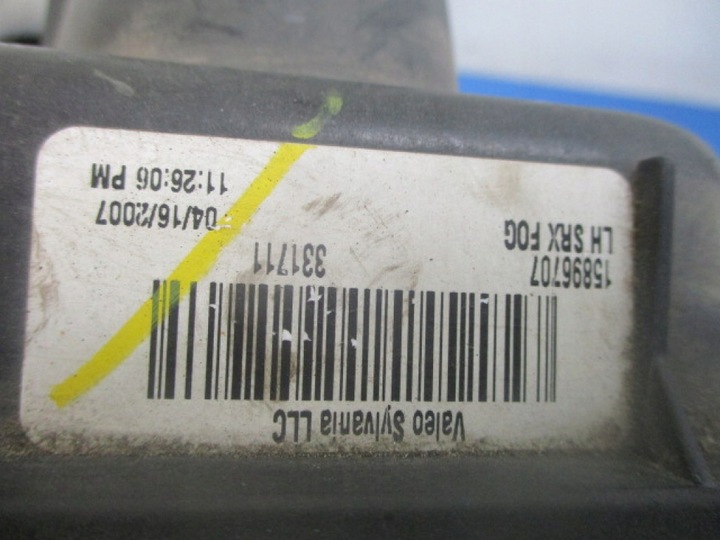 Valeo Sylvania LLC
331711
15896707
LH SRX FOG
04/16/2007
11:26:06 PM